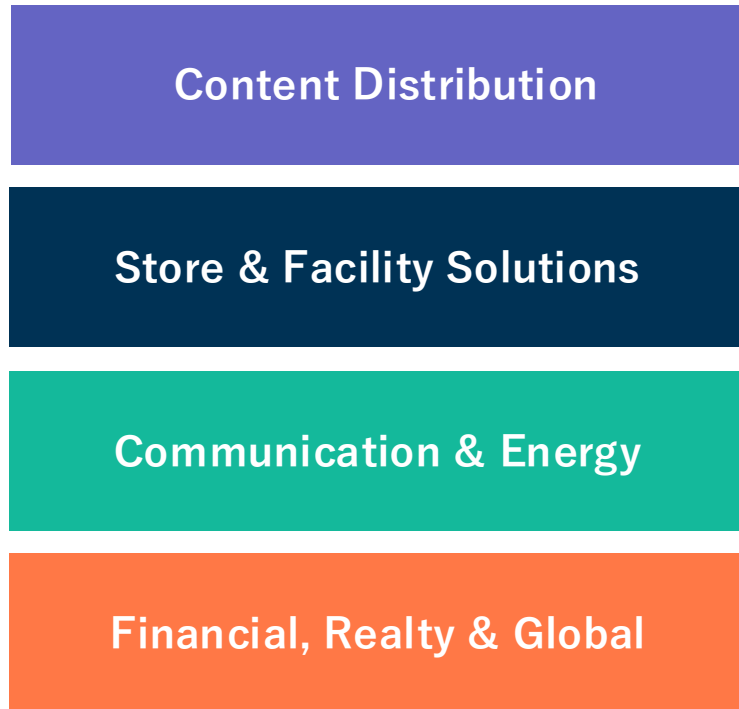 Content Distribution
Store & Facility Solutions
Communication & Energy
Financial, Realty & Global